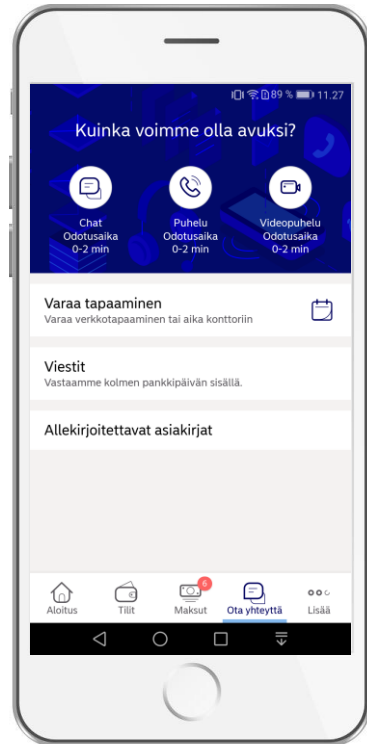 89 % 11.27
Kuinka voimme olla avuksi?
Chat
Odotusaika
0-2 min
Puhelu
Odotusaika
0-2 min
Videopuhelu
Odotusaika
0-2 min
Varaa tapaaminen
Varaa verkkotapaaminen tai aika konttoriin
Viestit
Vastaamme kolmen pankkipäivän sisällä.
Allekirjoitettavat asiakirjat
6
Aloitus
Tilit
Maksut
Ota yhteyttä
Lisää